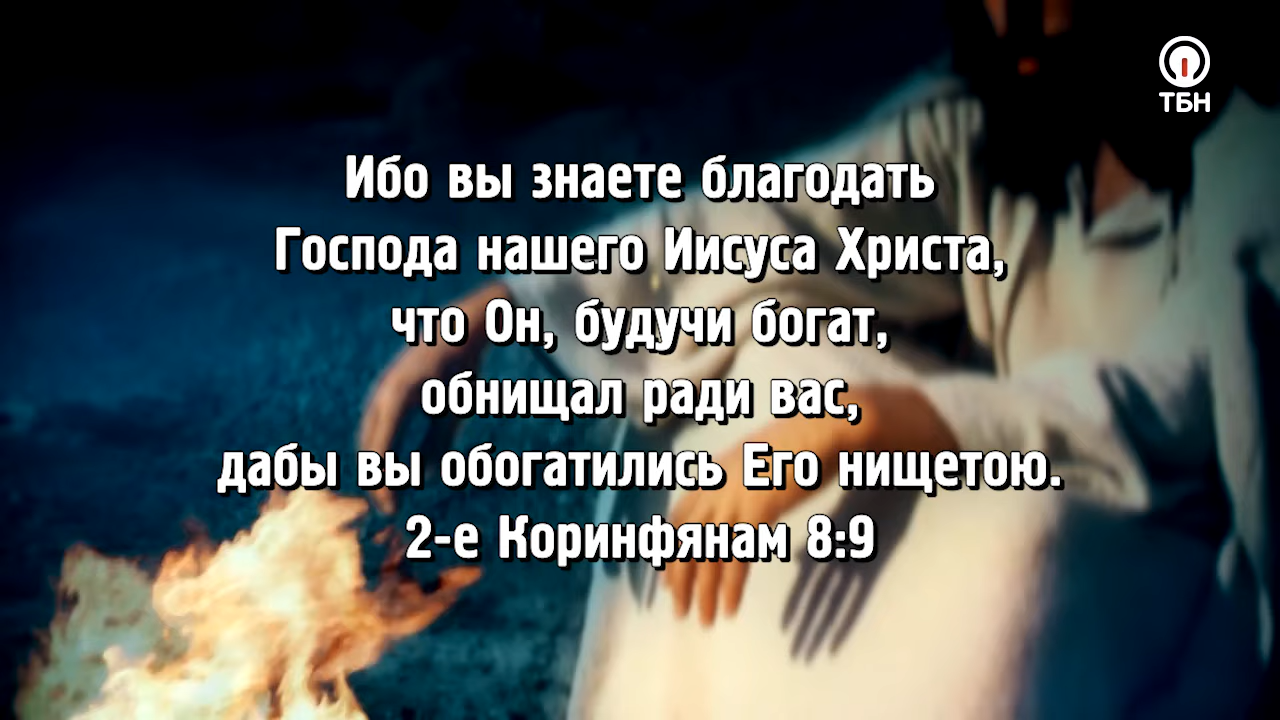 ТБН
Ибо вы знаете благодать
Господа нашего Иисуса Христа,
что Он, будучи богат,
обнищал ради вас,
дабы вы обогатились Его нищетою.
2-е Коринфянам 8:9